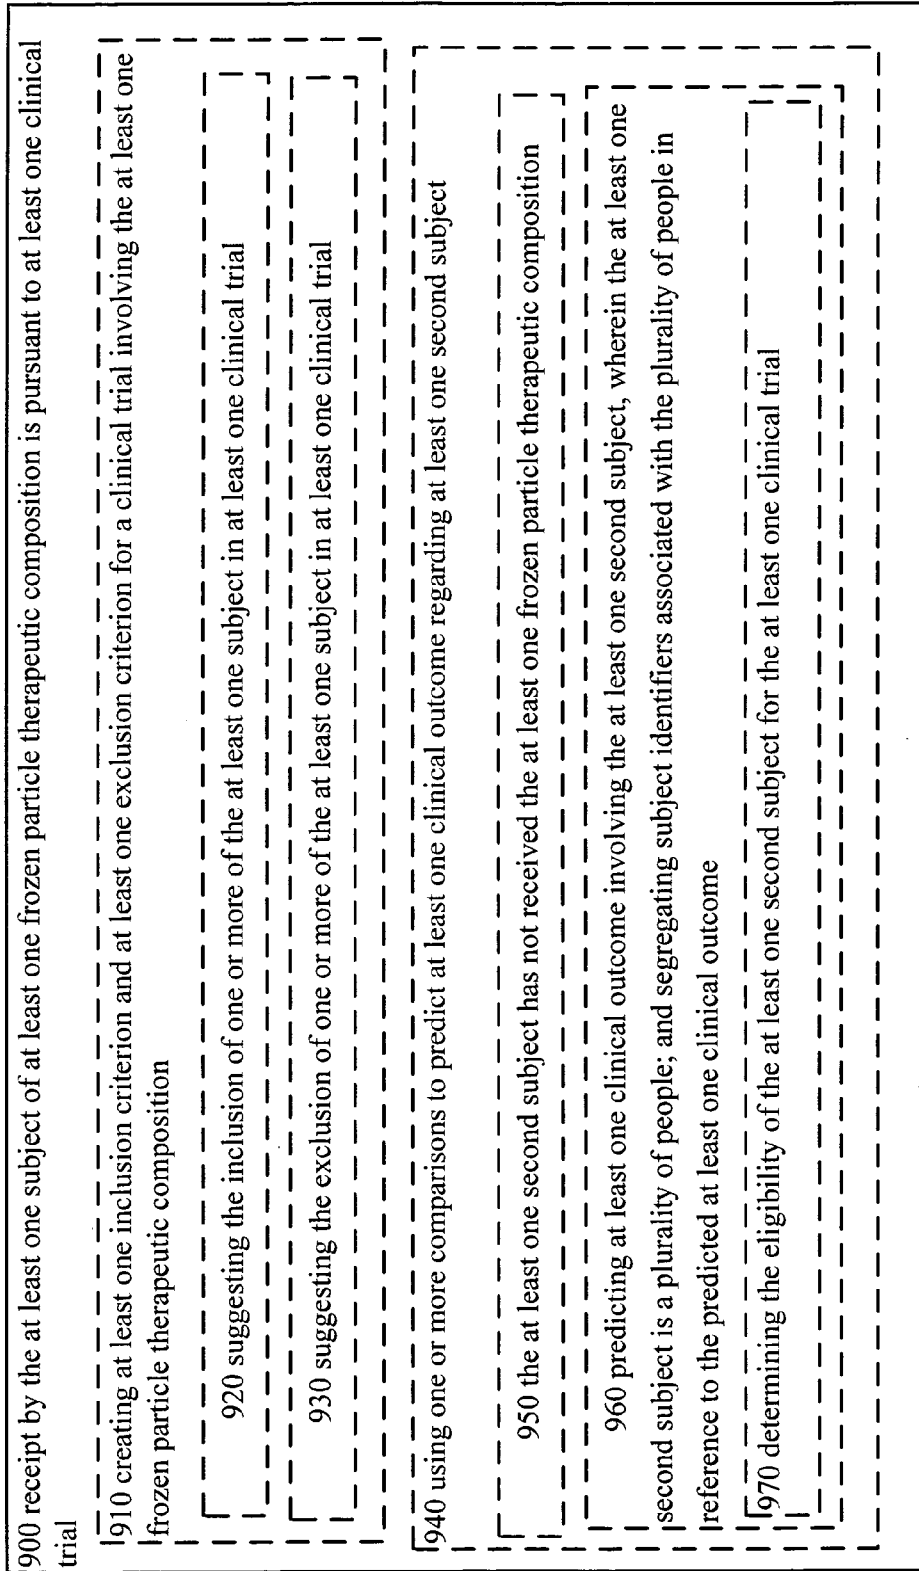 900 receipt by the at least one subject of at least one frozen particle therapeutic composition is pursuant to at least one clinical
trial
910 creating at least one inclusion criterion and at least one exclusion criterion for a clinical trial involving the at least one
frozen particle therapeutic composition
920 suggesting the inclusion of one or more of the at least one subject in at least one clinical trial
930 suggesting the exclusion of one or more of the at least one subject in at least one clinical trial
940 using one or more comparisons to predict at least one clinical outcome regarding at least one second subject
950 the at least one second subject has not received the at least one frozen particle therapeutic composition
960 predicting at least one clinical outcome involving the at least one second subject, wherein the at least one
second subject is a plurality of people; and segregating subject identifiers associated with the plurality of people in
reference to the predicted at least one clinical outcome
970 determining the eligibility of the at least one second subject for the at least one clinical trial